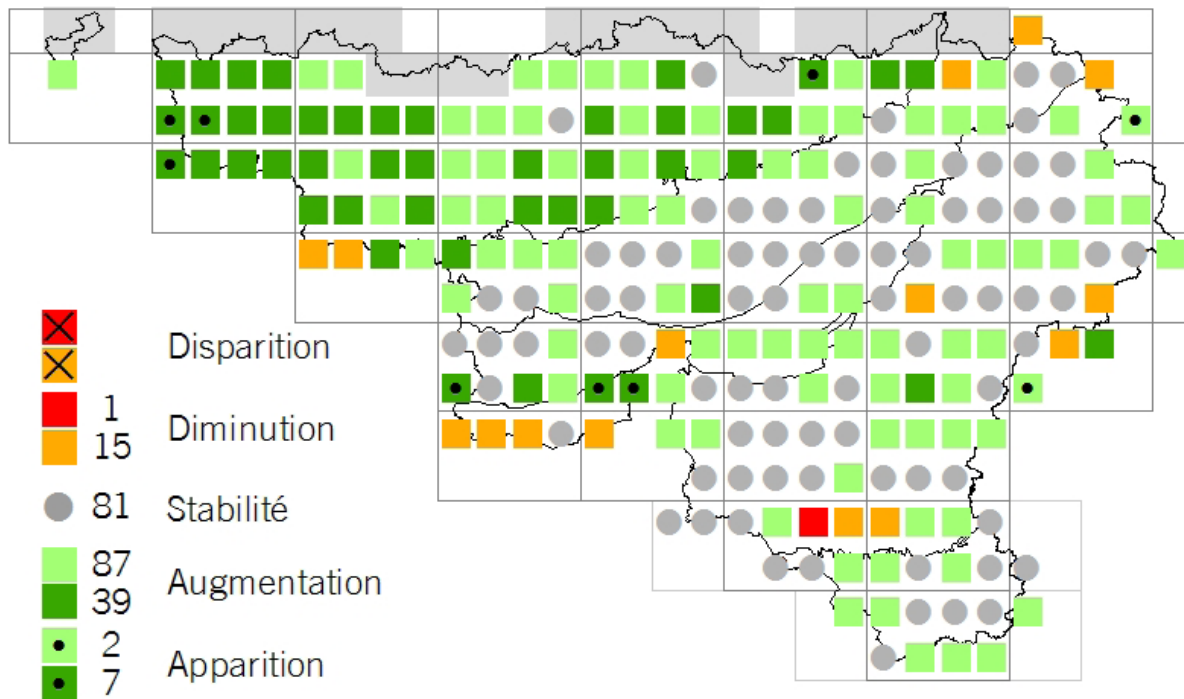 Disparition
1
Diminution
15
81 Stabilité
87
Augmentation
39
2
Apparition
7